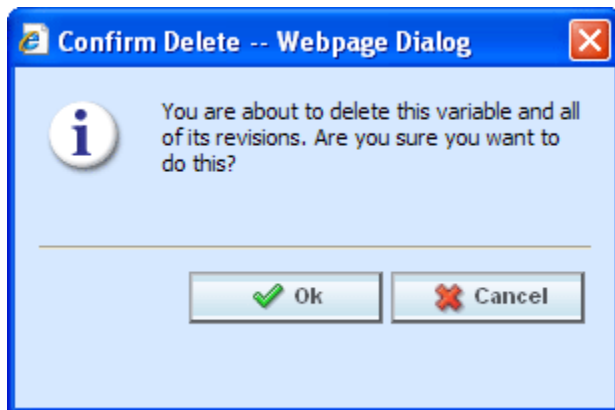 Confirm Delete -- Webpage Dialog
You are about to delete this variable and all
of its revisions. Are you sure you want to
do this?
Ok
Cancel